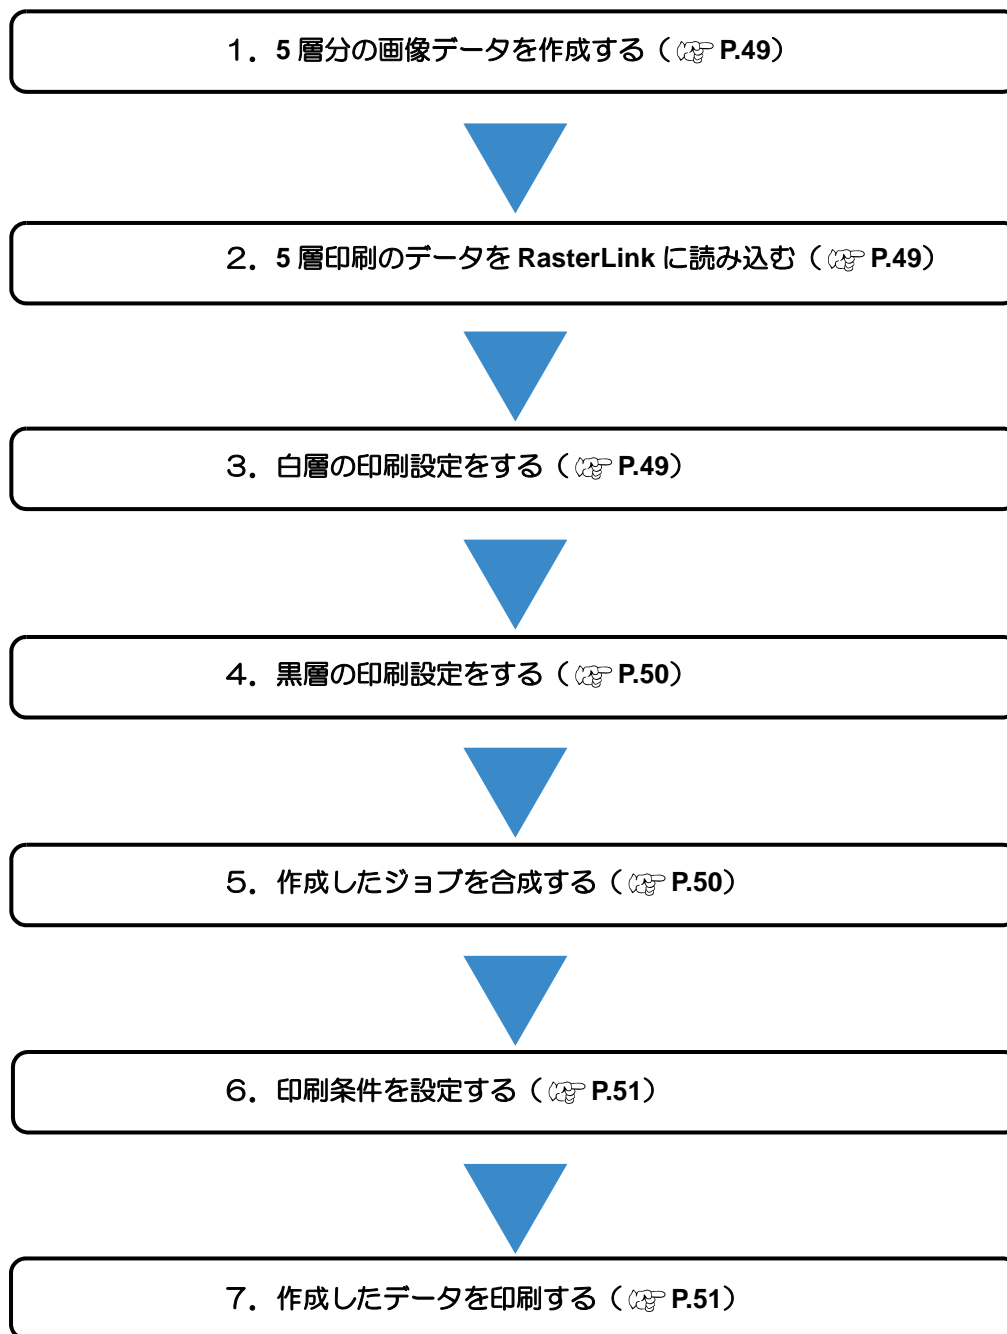 1．5 層分の画像データを作成する（☞ P.49）
2．5 層印刷のデータを RasterLink に読み込む（☞ P.49）
3．白層の印刷設定をする（☞ P.49）
4．黒層の印刷設定をする（☞ P.50）
5．作成したジョブを合成する（☞ P.50）
6．印刷条件を設定する（☞ P.51）
7．作成したデータを印刷する（☞ P.51）